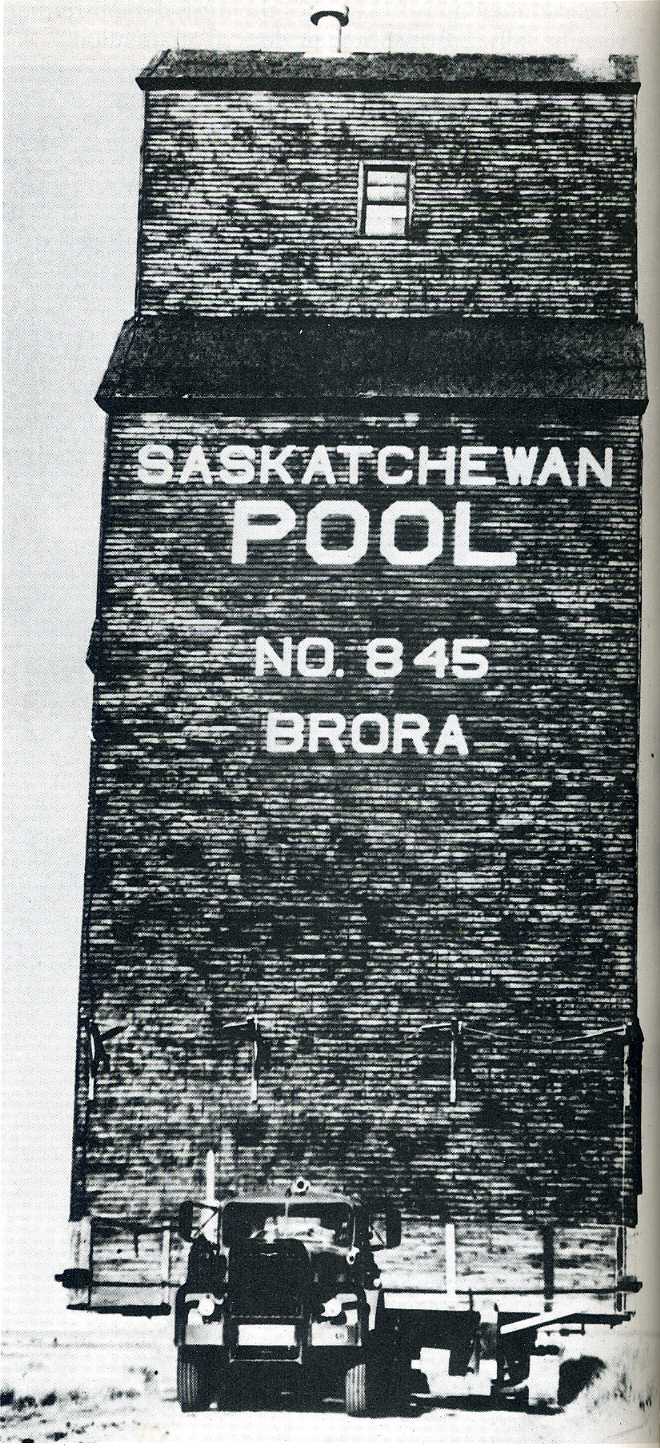 SASKATCHEWAN
POOL
NO. 845
BRORA